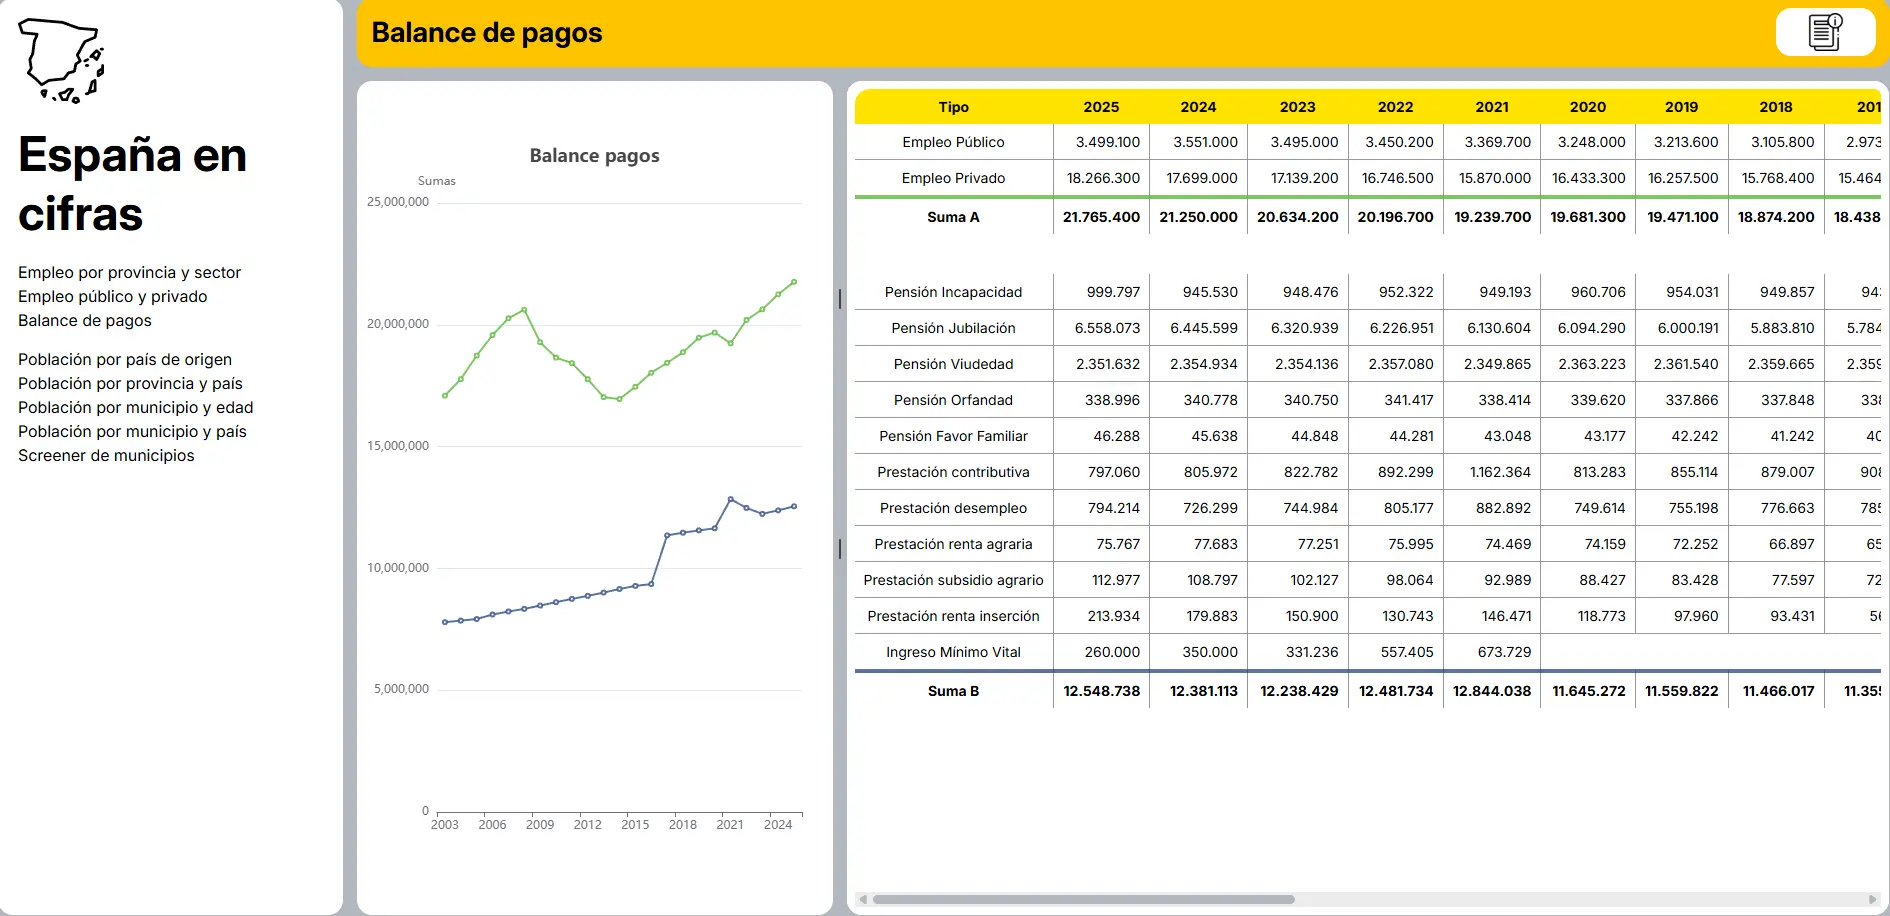 España en
cifras
Empleo por provincia y sector
Empleo público y privado
Balance de pagos
Población por país de origen
Población por provincia y país
Población por municipio y edad
Población por municipio y país
Screener de municipios
Balance de pagos
Balance pagos
Sumas
25,000,000
20,000,000
15,000,000
10,000,000
5,000,000
0
2003 2006 2009 2012 2015 2018 2021 2024
Tipo 2025 2024 2023 2022 2021 2020 2019 2018 201
Empleo Público 3.499.100 3.551.000 3.495.000 3.450.200 3.369.700 3.248.000 3.213.600 3.105.800 2.973
Empleo Privado 18.266.300 17.699.000 17.139.200 16.746.500 15.870.000 16.433.300 16.257.500 15.768.400 15.464
Suma A 21.765.400 21.250.000 20.634.200 20.196.700 19.239.700 19.681.300 19.471.100 18.874.200 18.438
Pensión Incapacidad 999.797 945.530 948.476 952.322 949.193 960.706 954.031 949.857 943
Pensión Jubilación 6.558.073 6.445.599 6.320.939 6.226.951 6.130.604 6.094.290 6.000.191 5.883.810 5.784
Pensión Viudedad 2.351.632 2.354.934 2.354.136 2.357.080 2.349.865 2.363.223 2.361.540 2.359.665 2.359
Pensión Orfandad 338.996 340.778 340.750 341.417 338.414 339.620 337.866 337.848 338
Pensión Favor Familiar 46.288 45.638 44.848 44.281 43.048 43.177 42.242 41.242 40
Prestación contributiva 797.060 805.972 822.782 892.299 1.162.364 813.283 855.114 879.007 908
Prestación desempleo 794.214 726.299 744.984 805.177 882.892 749.614 755.198 776.663 785
Prestación renta agraria 75.767 77.683 77.251 75.995 74.469 74.159 72.252 66.897 65
Prestación subsidio agrario 112.977 108.797 102.127 98.064 92.989 88.427 83.428 77.597 72
Prestación renta inserción 213.934 179.883 150.900 130.743 146.471 118.773 97.960 93.431 56
Ingreso Mínimo Vital 260.000 350.000 331.236 557.405 673.729
Suma B 12.548.738 12.381.113 12.238.429 12.481.734 12.844.038 11.645.272 11.559.822 11.466.017 11.355